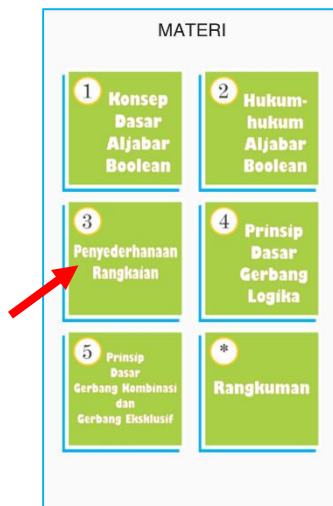 MATERI
1
Konsep
Dasar
Aljabar
Boolean
2
Hukum-
hukum
Aljabar
Boolean
3
Penyederhanaan
Rangkaian
4
Prinsip
Dasar
Gerbang
Logika
5
Prinsip
Dasar
Gerbang Kombinasi
dan
Gerbang Eksklusif
*
Rangkuman